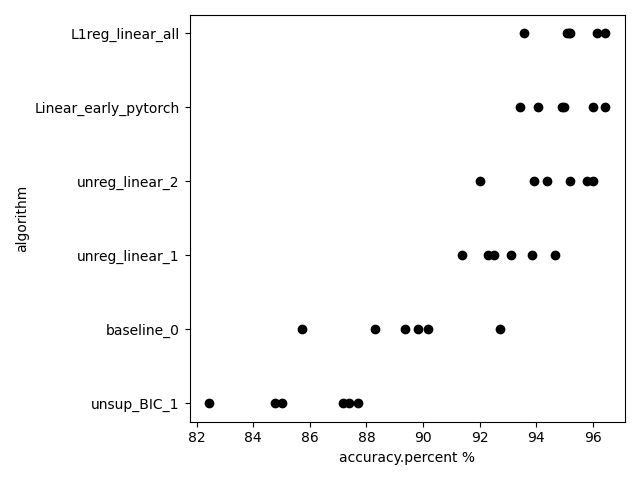 L1reg_linear_all
Linear_early_pytorch
unreg_linear_2
unreg_linear_1
baseline_0
unsup_BIC_1
algorithm
82 84 86 88 90 92 94 96
accuracy.percent %